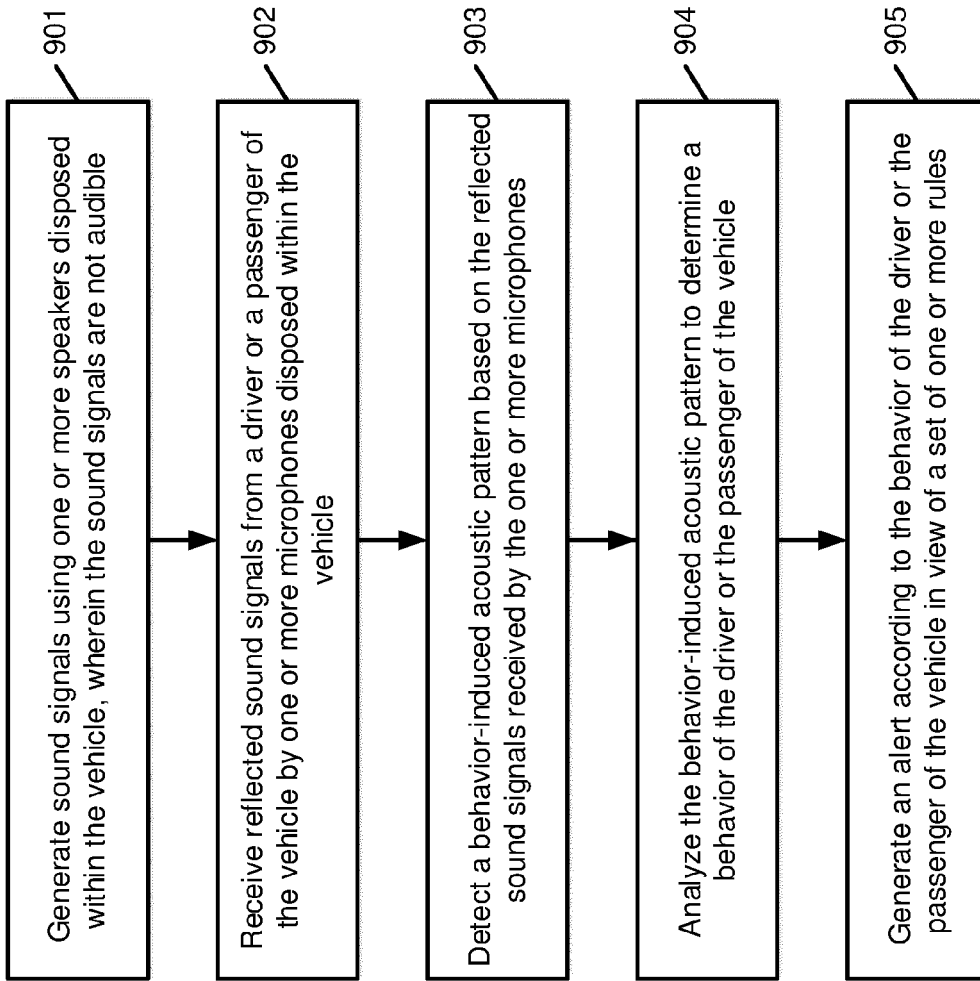 Generate sound signals using one or more speakers disposed
within the vehicle, wherein the sound signals are not audible
901
Receive reflected sound signals from a driver or a passenger of
the vehicle by one or more microphones disposed within the
vehicle
902
Detect a behavior-induced acoustic pattern based on the reflected
sound signals received by the one or more microphones
903
Analyze the behavior-induced acoustic pattern to determine a
behavior of the driver or the passenger of the vehicle
904
Generate an alert according to the behavior of the driver or the
passenger of the vehicle in view of a set of one or more rules
905